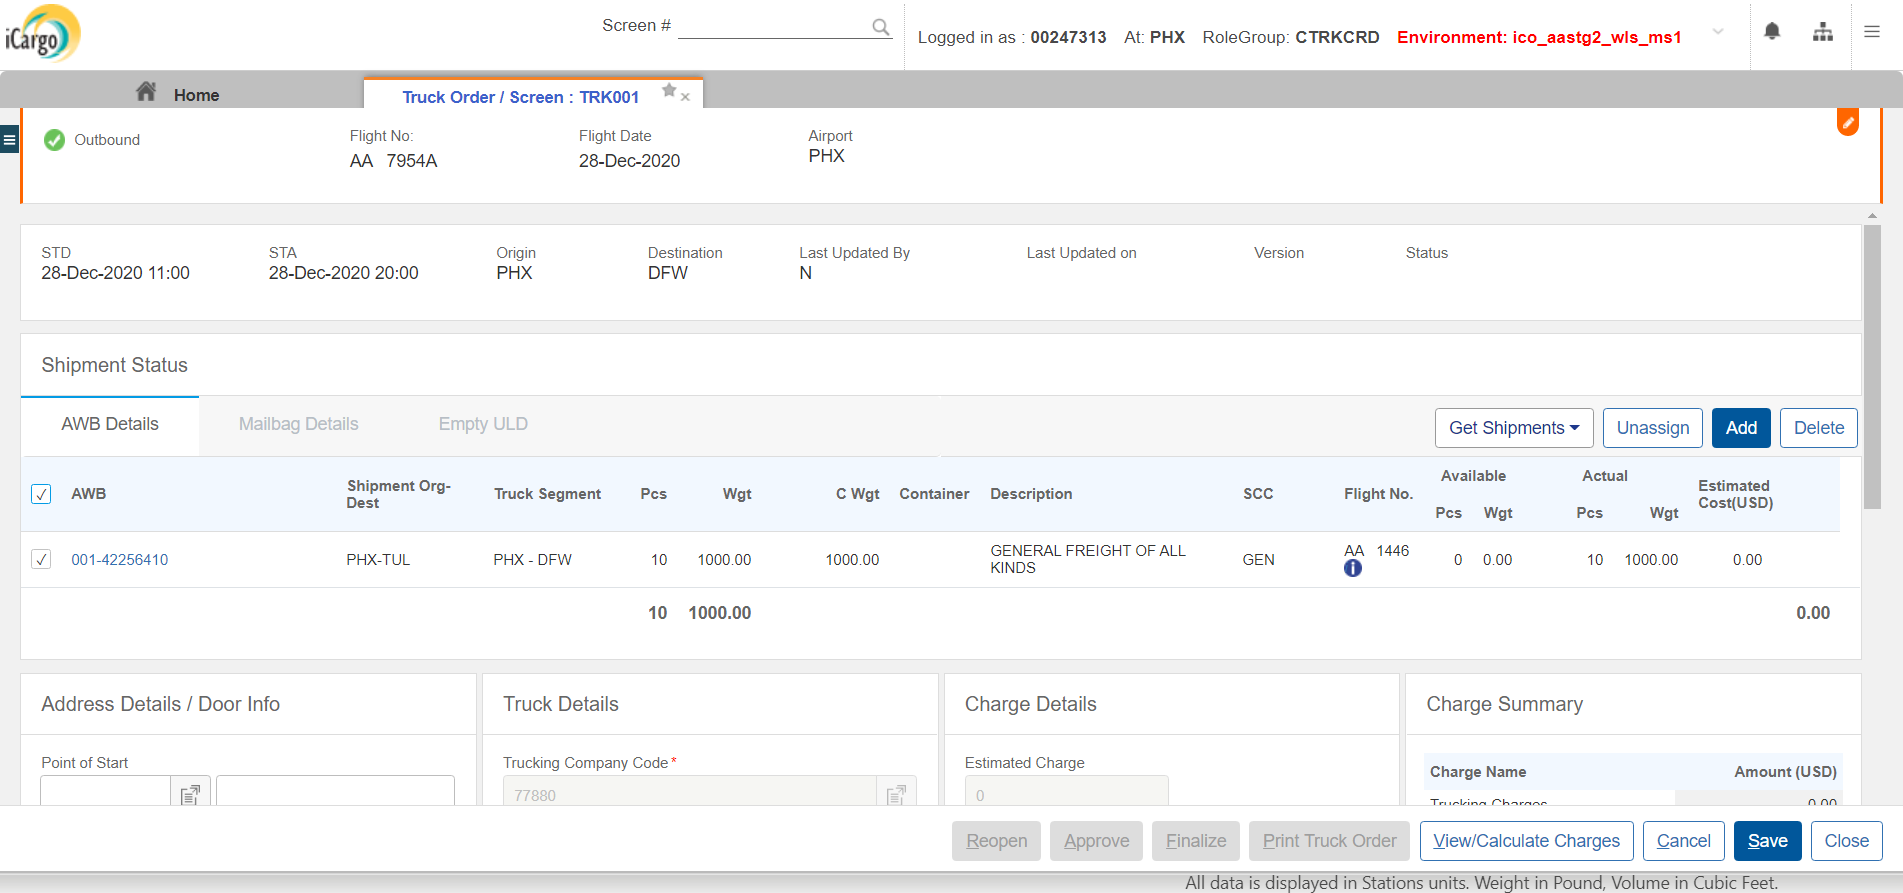 iCargo
Screen #
Logged in as : 00247313 At: PHX RoleGroup: CTRKCRD Environment: ico_aastg2_wls_ms1
Home
Truck Order / Screen : TRK001
Outbound
Flight No:
AA 7954A
Flight Date
28-Dec-2020
Airport
PHX
STD
28-Dec-2020 11:00
STA
28-Dec-2020 20:00
Origin
PHX
Destination
DFW
Last Updated By
N
Last Updated on
Version
Status
Shipment Status
AWB Details Mailbag Details Empty ULD
Get Shipments Unassign Add Delete
AWB
Shipment Org-
Dest
Truck Segment Pcs Wgt C Wgt Container Description SCC Flight No.
Available
Pcs Wgt
Actual
Pcs Wgt
Estimated
Cost(USD)
001-42256410 PHX-TUL PHX - DFW 10 1000.00 1000.00
GENERAL FREIGHT OF ALL
KINDS
GEN
AA 1446
0 0.00 10 1000.00 0.00
10 1000.00 0.00
Address Details / Door Info
Point of Start
Truck Details
Trucking Company Code*
77880
Charge Details
Estimated Charge
0
Charge Summary
Charge Name Amount (USD)
Trucking Charges 0.00
Reopen Approve Finalize Print Truck Order View/Calculate Charges Cancel Save Close
All data is displayed in Stations units. Weight in Pound, Volume in Cubic Feet.